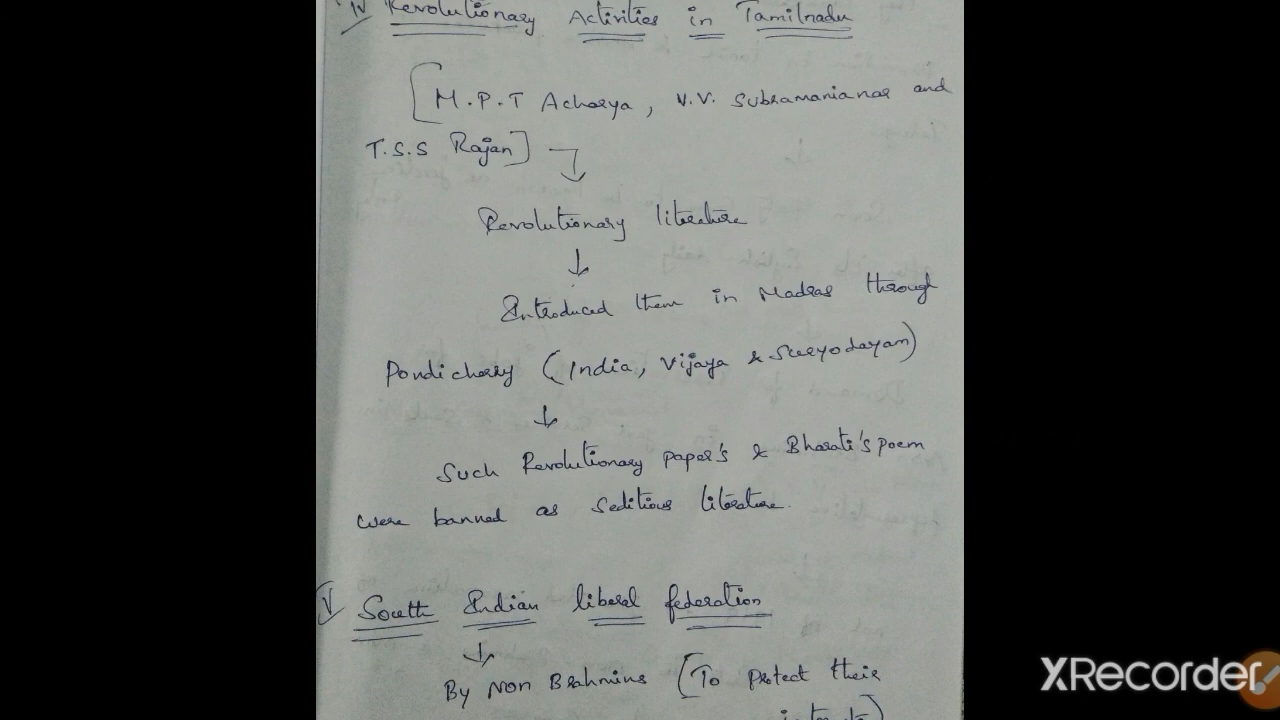 IV Revolutionary Activities in Tamilnadu
[M.P.T Acharya, V.V. Subramanianar and
T.S.S Rajan]
Revolutionary literature
Introduced them in Madras through
Pondicherry (India, Vijaya & Suryodayam)
Such Revolutionary paper's & Bharati's poem
were banned as Seditious literature.
V South Indian liberal federation
By Non Brahmins (To Protect their
XRecorder